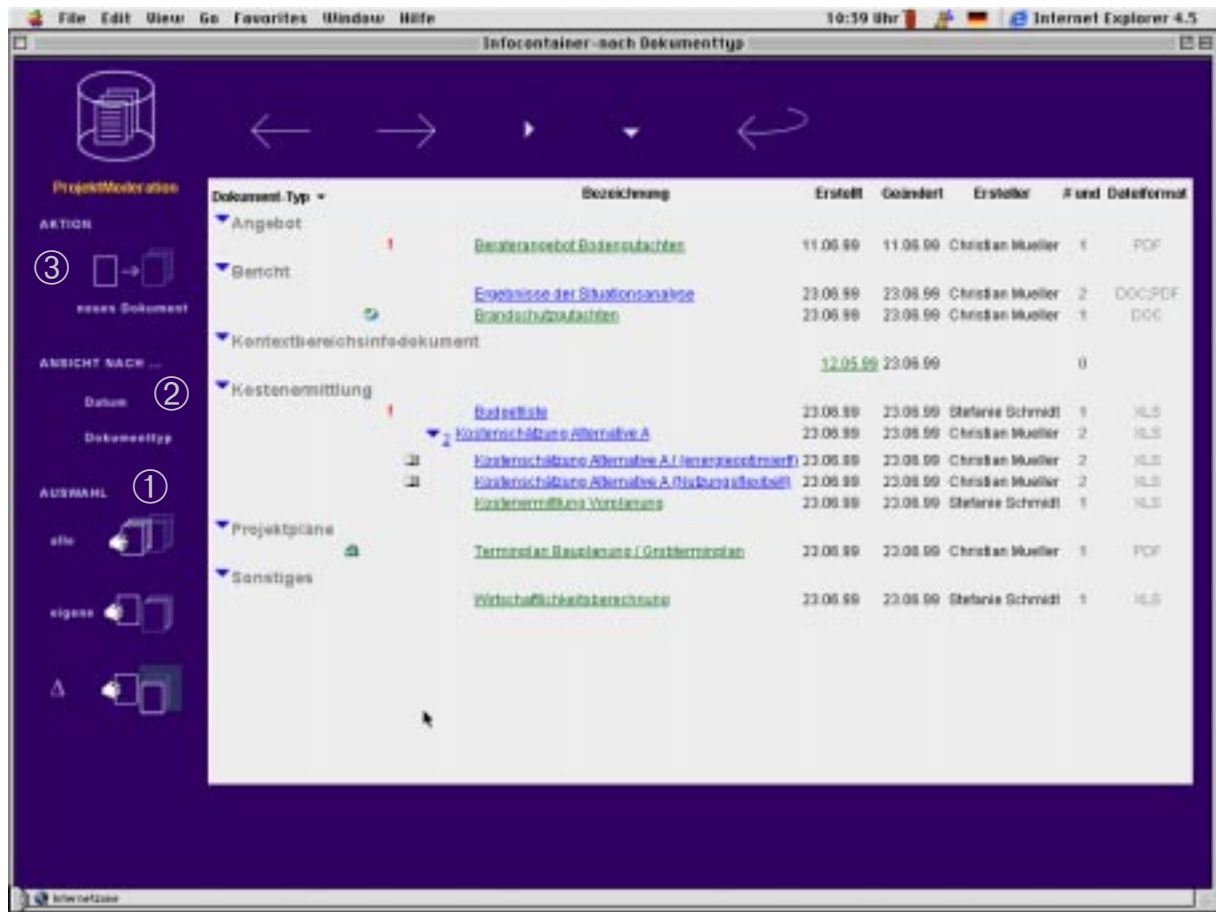 File Edit View Go Favorites Window Hilfe 10:39 Uhr Internet Explorer 4.5
Infocontainer-nach Dokumenttyp
ProjektModeration
AKTION
③
neues Dokument
ANSICHT NACH ...
Datum ②
Dokumenttyp
AUSWAHL ①
alle
eigene
Δ
Dokument-Typ Bezeichnung Erstellt Geändert Ersteller # und Dateiformat
Angebot
! Beraterangebot Bodengutachten 11.06.99 11.06.99 Christian Mueller 1 PDF
Bericht
Ergebnisse der Situationsanalyse 23.06.99 23.06.99 Christian Mueller 2 DOC;PDF
Brandschutzgutachten 23.06.99 23.06.99 Christian Mueller 1 DOC
Kontextbereichsinfodokument
12.05.99 23.06.99 0
Kostenermittlung
! Budgetliste 23.06.99 23.06.99 Stefanie Schmidt 1 XLS
2 Kostenschätzung Alternative A 23.06.99 23.06.99 Christian Mueller 2 XLS
Kostenschätzung Alternative A (energieoptimiert) 23.06.99 23.06.99 Christian Mueller 2 XLS
Kostenschätzung Alternative A (Nutzungsflexibel) 23.06.99 23.06.99 Christian Mueller 2 XLS
Kostenermittlung Vorplanung 23.06.99 23.06.99 Stefanie Schmidt 1 XLS
Projektpläne
Terminplan Bauplanung / Grobterminplan 23.06.99 23.06.99 Christian Mueller 1 PDF
Sonstiges
Wirtschaftlichkeitsberechnung 23.06.99 23.06.99 Stefanie Schmidt 1 XLS
Internetzone